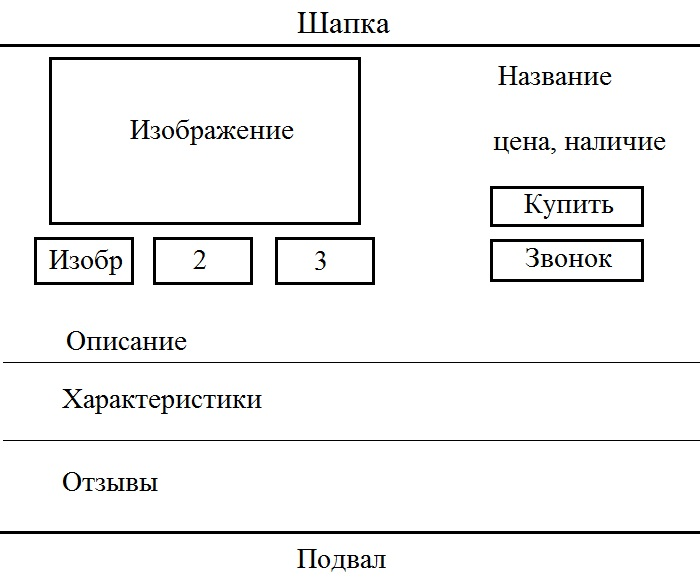 Шапка
Изображение
Название
цена, наличие
Купить
Звонок
Изобр
2
3
Описание
Характеристики
Отзывы
Подвал